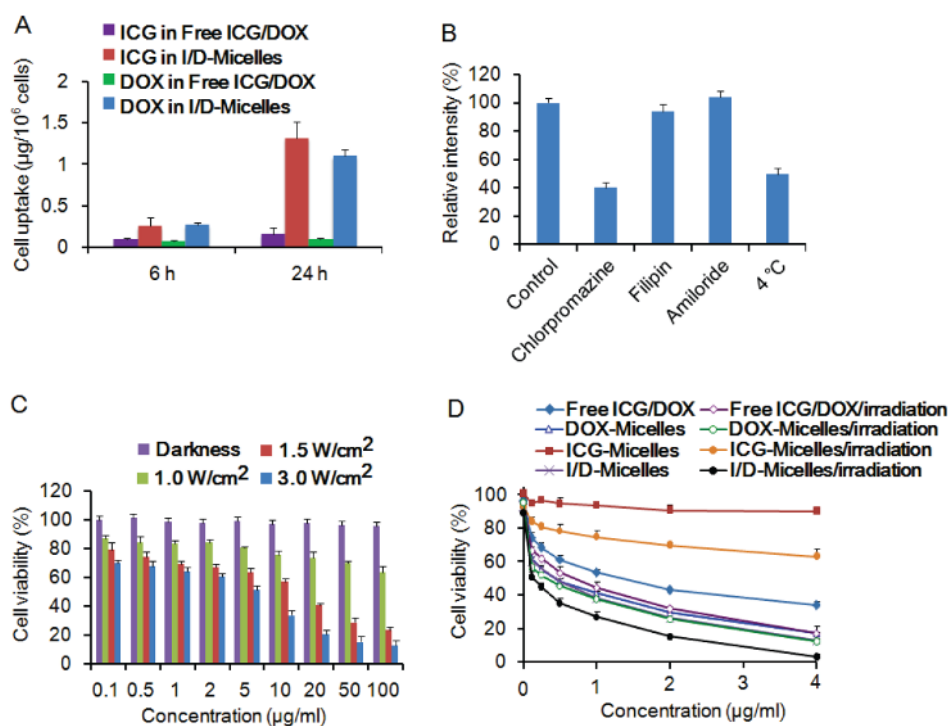 A
ICG in Free ICG/DOX
ICG in I/D-Micelles
DOX in Free ICG/DOX
DOX in I/D-Micelles
Cell uptake (µg/10⁶ cells)
2
1.5
1
0.5
0
6 h
24 h
B
Relative intensity (%)
120
100
80
60
40
20
0
Control
Chlorpromazine
Filipin
Amiloride
4 °C
C
Darkness
1.5 W/cm²
1.0 W/cm²
3.0 W/cm²
Cell viability (%)
120
100
80
60
40
20
0
0.1 0.5 1 2 5 10 20 50 100
Concentration (µg/ml)
D
Free ICG/DOX
Free ICG/DOX/irradiation
DOX-Micelles
DOX-Micelles/irradiation
ICG-Micelles
ICG-Micelles/irradiation
I/D-Micelles
I/D-Micelles/irradiation
Cell viability (%)
100
80
60
40
20
0
0 1 2 3 4
Concentration (µg/ml)